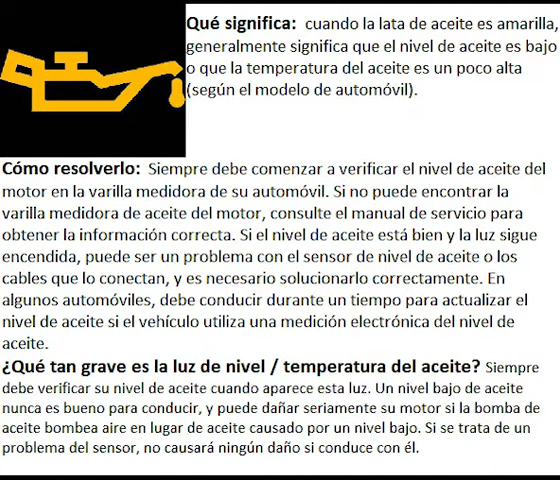 Qué significa: cuando la lata de aceite es amarilla,
generalmente significa que el nivel de aceite es bajo
o que la temperatura del aceite es un poco alta
(según el modelo de automóvil).
Cómo resolverlo: Siempre debe comenzar a verificar el nivel de aceite del
motor en la varilla medidora de su automóvil. Si no puede encontrar la
varilla medidora de aceite del motor, consulte el manual de servicio para
obtener la información correcta. Si el nivel de aceite está bien y la luz sigue
encendida, puede ser un problema con el sensor de nivel de aceite o los
cables que lo conectan, y es necesario solucionarlo correctamente. En
algunos automóviles, debe conducir durante un tiempo para actualizar el
nivel de aceite si el vehículo utiliza una medición electrónica del nivel de
aceite.
¿Qué tan grave es la luz de nivel / temperatura del aceite? Siempre
debe verificar su nivel de aceite cuando aparece esta luz. Un nivel bajo de aceite
nunca es bueno para conducir, y puede dañar seriamente su motor si la bomba de
aceite bombea aire en lugar de aceite causado por un nivel bajo. Si se trata de un
problema del sensor, no causará ningún daño si conduce con él.